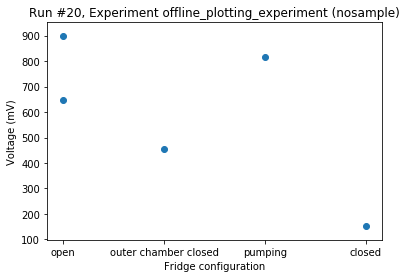 Run #20, Experiment offline_plotting_experiment (nosample)
900
800
700
600
500
400
300
200
100
Voltage (mV)
open outer chamber closed pumping closed
Fridge configuration